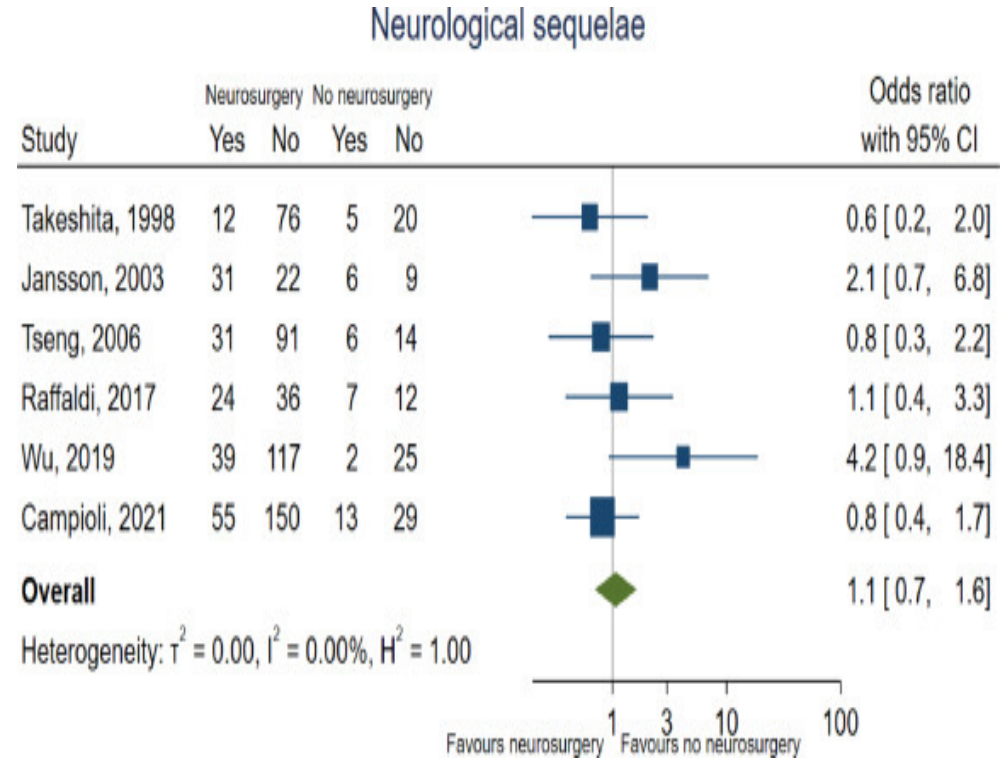 Neurological sequelae
Neurosurgery No neurosurgery Odds ratio
Study Yes No Yes No with 95% CI
Takeshita, 1998 12 76 5 20 0.6 [ 0.2, 2.0]
Jansson, 2003 31 22 6 9 2.1 [ 0.7, 6.8]
Tseng, 2006 31 91 6 14 0.8 [ 0.3, 2.2]
Raffaldi, 2017 24 36 7 12 1.1 [ 0.4, 3.3]
Wu, 2019 39 117 2 25 4.2 [ 0.9, 18.4]
Campioli, 2021 55 150 13 29 0.8 [ 0.4, 1.7]
Overall 1.1 [ 0.7, 1.6]
Heterogeneity: τ² = 0.00, I² = 0.00%, H² = 1.00
1 3 10 100
Favours neurosurgery Favours no neurosurgery